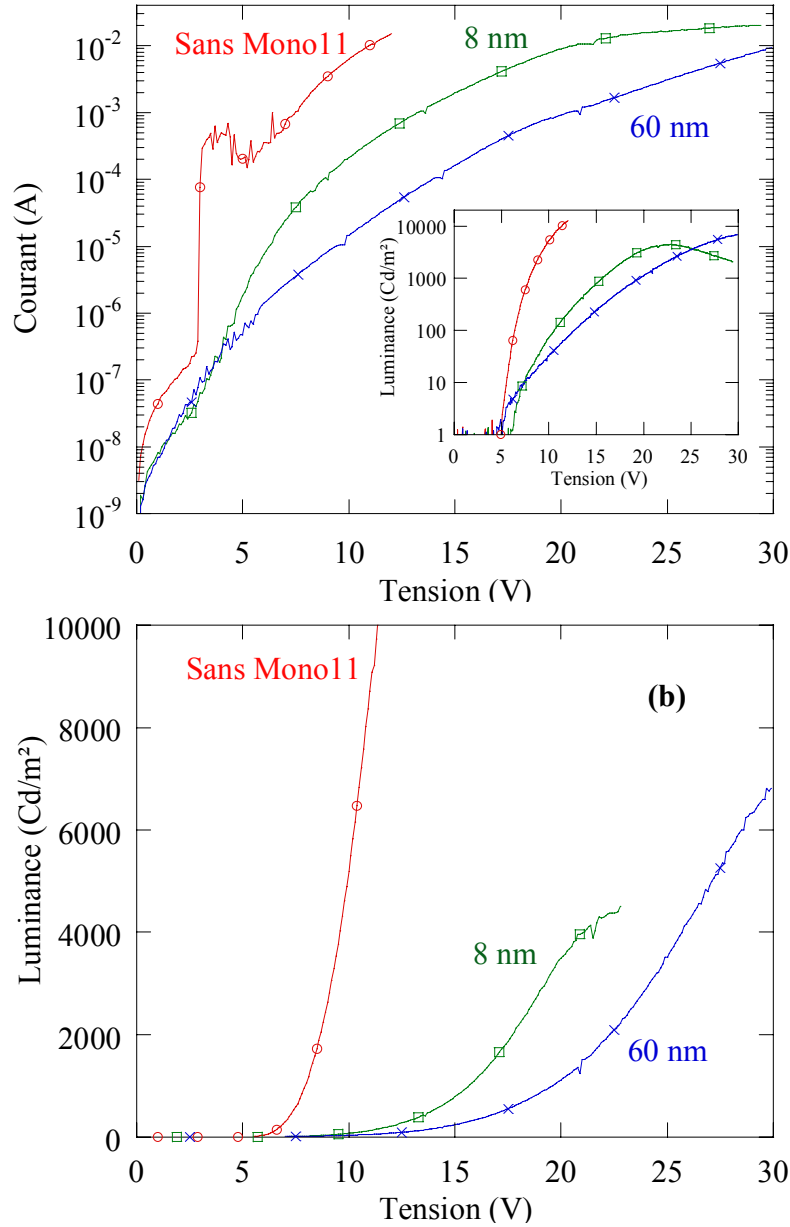 Sans Mono11
8 nm
60 nm
Courant (A)
10⁻²
10⁻³
10⁻⁴
10⁻⁵
10⁻⁶
10⁻⁷
10⁻⁸
10⁻⁹
0 5 10 15 20 25 30
Tension (V)
Luminance (Cd/m²)
10000
1000
100
10
1
0 5 10 15 20 25 30
Tension (V)
Sans Mono11
(b)
8 nm
60 nm
Luminance (Cd/m²)
10000
8000
6000
4000
2000
0
0 5 10 15 20 25 30
Tension (V)